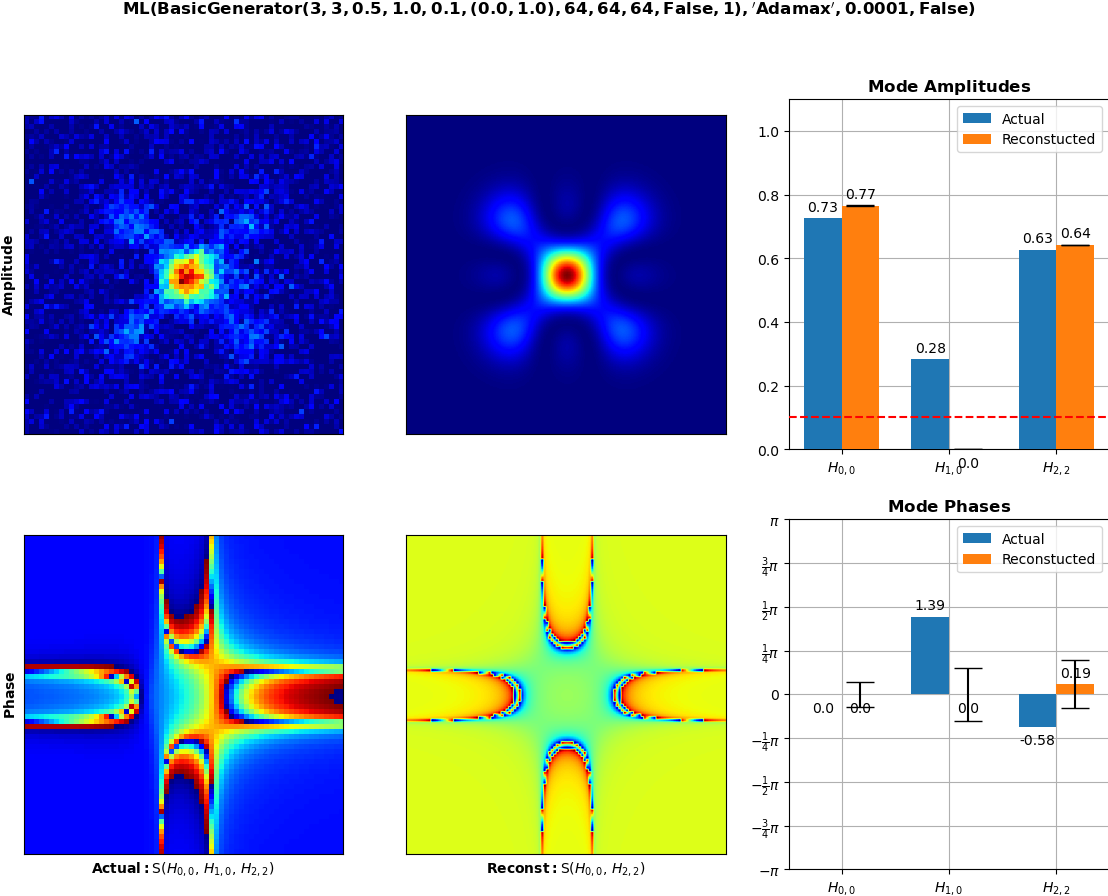 ML(BasicGenerator(3, 3, 0.5, 1.0, 0.1, (0.0, 1.0), 64, 64, 64, False, 1), 'Adamax', 0.0001, False)
Amplitude
Mode Amplitudes
Actual
Reconstucted
1.0
0.8
0.6
0.4
0.2
0.0
0.73
0.77
0.28
0.0
0.63
0.64
H0,0
H1,0
H2,2
Phase
Actual: S(H0,0, H1,0, H2,2)
Reconst: S(H0,0, H2,2)
Mode Phases
Actual
Reconstucted
π
3/4π
1/2π
1/4π
0
−1/4π
−1/2π
−3/4π
−π
0.0
0.0
1.39
0.0
-0.58
0.19
H0,0
H1,0
H2,2